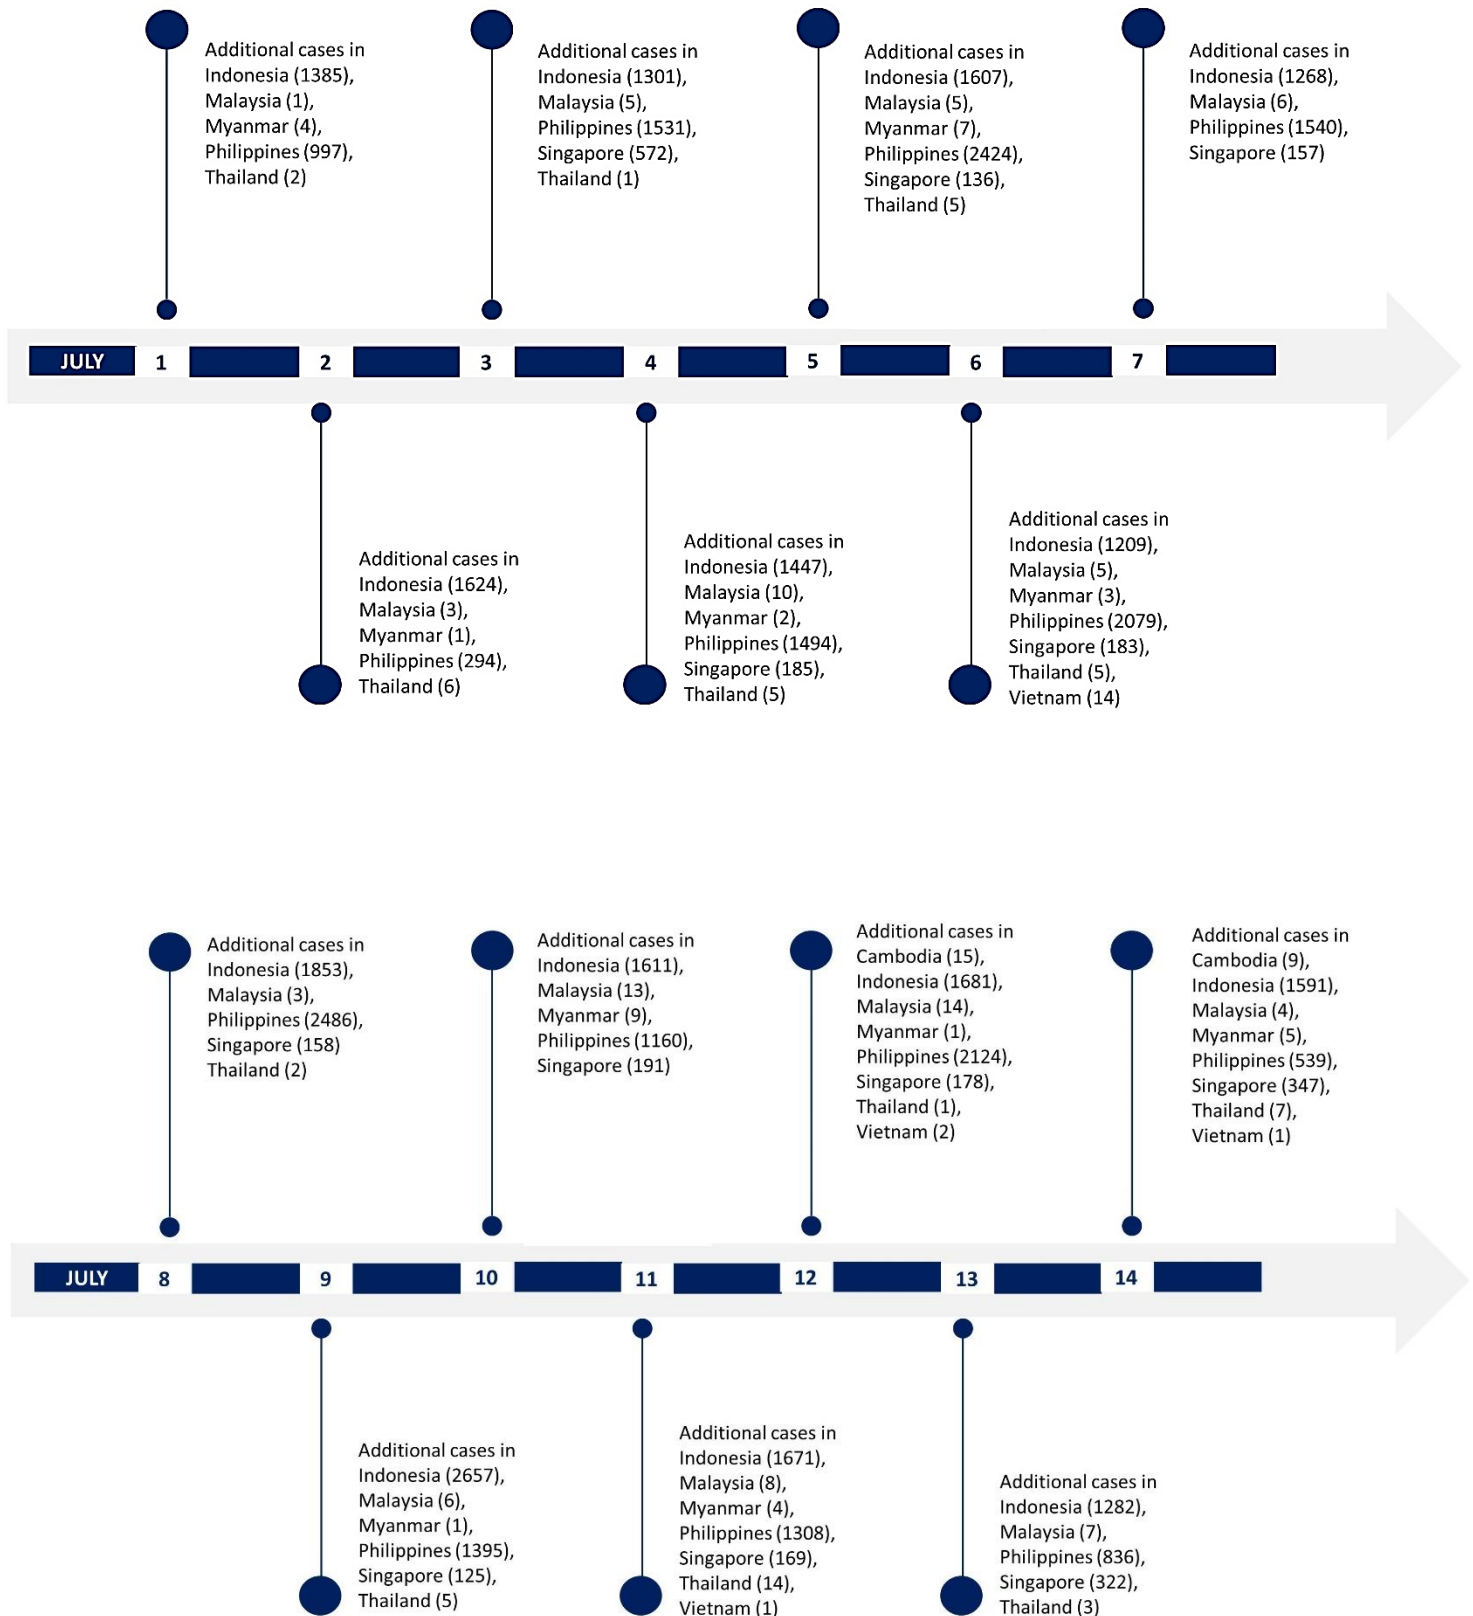 Additional cases in
Indonesia (1385),
Malaysia (1),
Myanmar (4),
Philippines (997),
Thailand (2)
Additional cases in
Indonesia (1301),
Malaysia (5),
Philippines (1531),
Singapore (572),
Thailand (1)
Additional cases in
Indonesia (1607),
Malaysia (5),
Myanmar (7),
Philippines (2424),
Singapore (136),
Thailand (5)
Additional cases in
Indonesia (1268),
Malaysia (6),
Philippines (1540),
Singapore (157)
JULY 1 2 3 4 5 6 7
Additional cases in
Indonesia (1624),
Malaysia (3),
Myanmar (1),
Philippines (294),
Thailand (6)
Additional cases in
Indonesia (1447),
Malaysia (10),
Myanmar (2),
Philippines (1494),
Singapore (185),
Thailand (5)
Additional cases in
Indonesia (1209),
Malaysia (5),
Myanmar (3),
Philippines (2079),
Singapore (183),
Thailand (5),
Vietnam (14)
Additional cases in
Indonesia (1853),
Malaysia (3),
Philippines (2486),
Singapore (158)
Thailand (2)
Additional cases in
Indonesia (1611),
Malaysia (13),
Myanmar (9),
Philippines (1160),
Singapore (191)
Additional cases in
Cambodia (15),
Indonesia (1681),
Malaysia (14),
Myanmar (1),
Philippines (2124),
Singapore (178),
Thailand (1),
Vietnam (2)
Additional cases in
Cambodia (9),
Indonesia (1591),
Malaysia (4),
Myanmar (5),
Philippines (539),
Singapore (347),
Thailand (7),
Vietnam (1)
JULY 8 9 10 11 12 13 14
Additional cases in
Indonesia (2657),
Malaysia (6),
Myanmar (1),
Philippines (1395),
Singapore (125),
Thailand (5)
Additional cases in
Indonesia (1671),
Malaysia (8),
Myanmar (4),
Philippines (1308),
Singapore (169),
Thailand (14),
Vietnam (1)
Additional cases in
Indonesia (1282),
Malaysia (7),
Philippines (836),
Singapore (322),
Thailand (3)